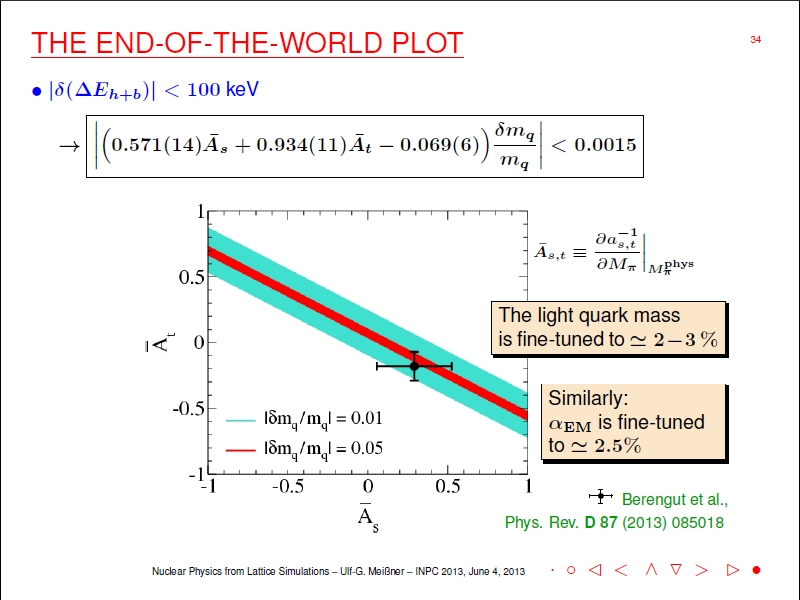 THE END-OF-THE-WORLD PLOT
34
• |δ(ΔE_{h+b})| < 100 keV
→ |(0.571(14)Ā_s + 0.934(11)Ā_t − 0.069(6)) δm_q/m_q| < 0.0015
Ā_{s,t} ≡ ∂a_{s,t}^{−1}/∂M_π |_{M_π^{phys}}
1
0.5
0
-0.5
-1
Ā_t
|δm_q/m_q| = 0.01
|δm_q/m_q| = 0.05
-1 -0.5 0 0.5 1
Ā_s
The light quark mass
is fine-tuned to ≃ 2−3 %
Similarly:
α_EM is fine-tuned
to ≃ 2.5%
Berengut et al.,
Phys. Rev. D 87 (2013) 085018
Nuclear Physics from Lattice Simulations – Ulf-G. Meißner – INPC 2013, June 4, 2013